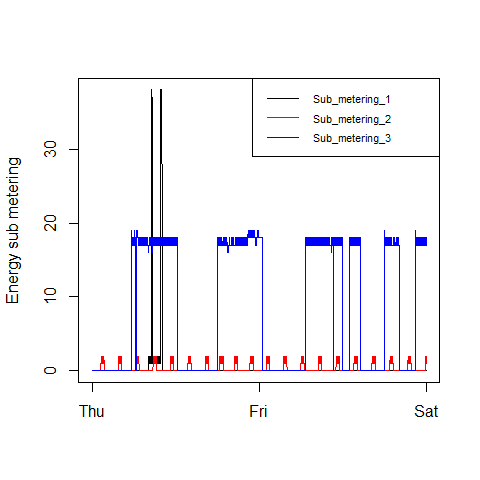 Sub_metering_1
Sub_metering_2
Sub_metering_3
Energy sub metering
30
20
10
0
Thu
Fri
Sat